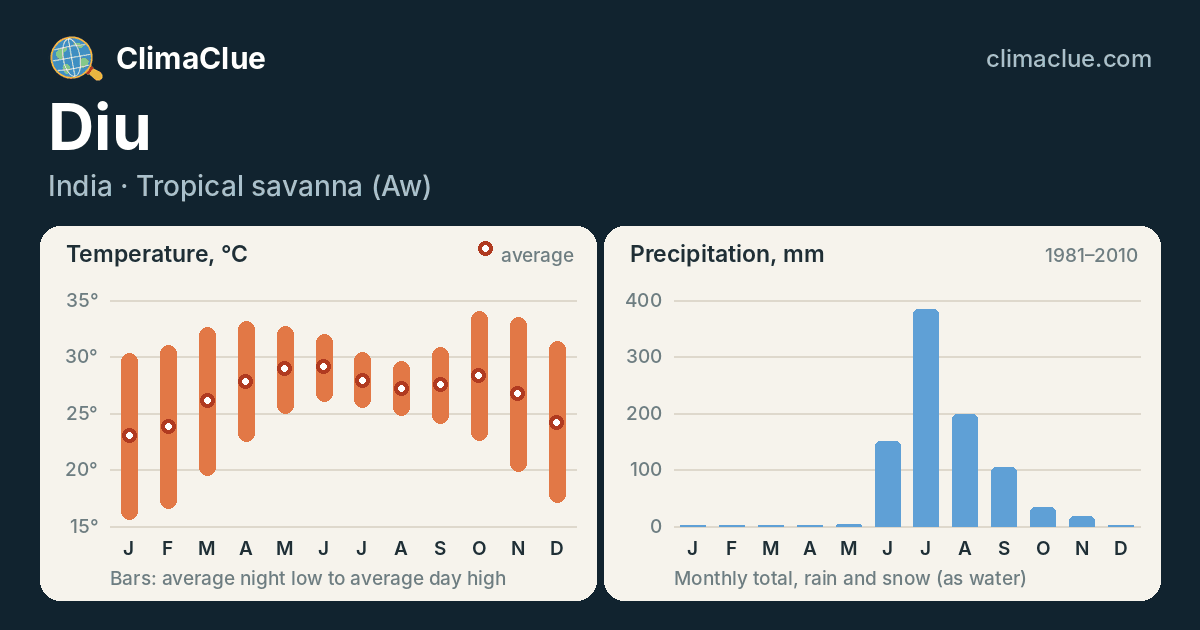 ClimaClue
climaclue.com
Diu
India · Tropical savanna (Aw)
Temperature, °C
average
35°
30°
25°
20°
15°
J F M A M J J A S O N D
Bars: average night low to average day high
Precipitation, mm
1981–2010
400
300
200
100
0
J F M A M J J A S O N D
Monthly total, rain and snow (as water)